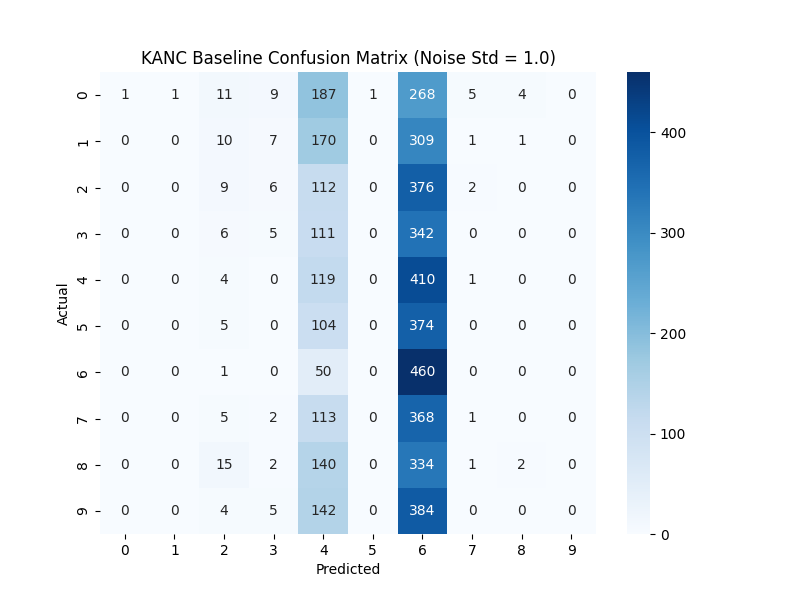 KANC Baseline Confusion Matrix (Noise Std = 1.0)
0 1 1 11 9 187 1 268 5 4 0
1 0 0 10 7 170 0 309 1 1 0
2 0 0 9 6 112 0 376 2 0 0
3 0 0 6 5 111 0 342 0 0 0
4 0 0 4 0 119 0 410 1 0 0
5 0 0 5 0 104 0 374 0 0 0
6 0 0 1 0 50 0 460 0 0 0
7 0 0 5 2 113 0 368 1 0 0
8 0 0 15 2 140 0 334 1 2 0
9 0 0 4 5 142 0 384 0 0 0
0 1 2 3 4 5 6 7 8 9
Predicted
Actual
400
300
200
100
0